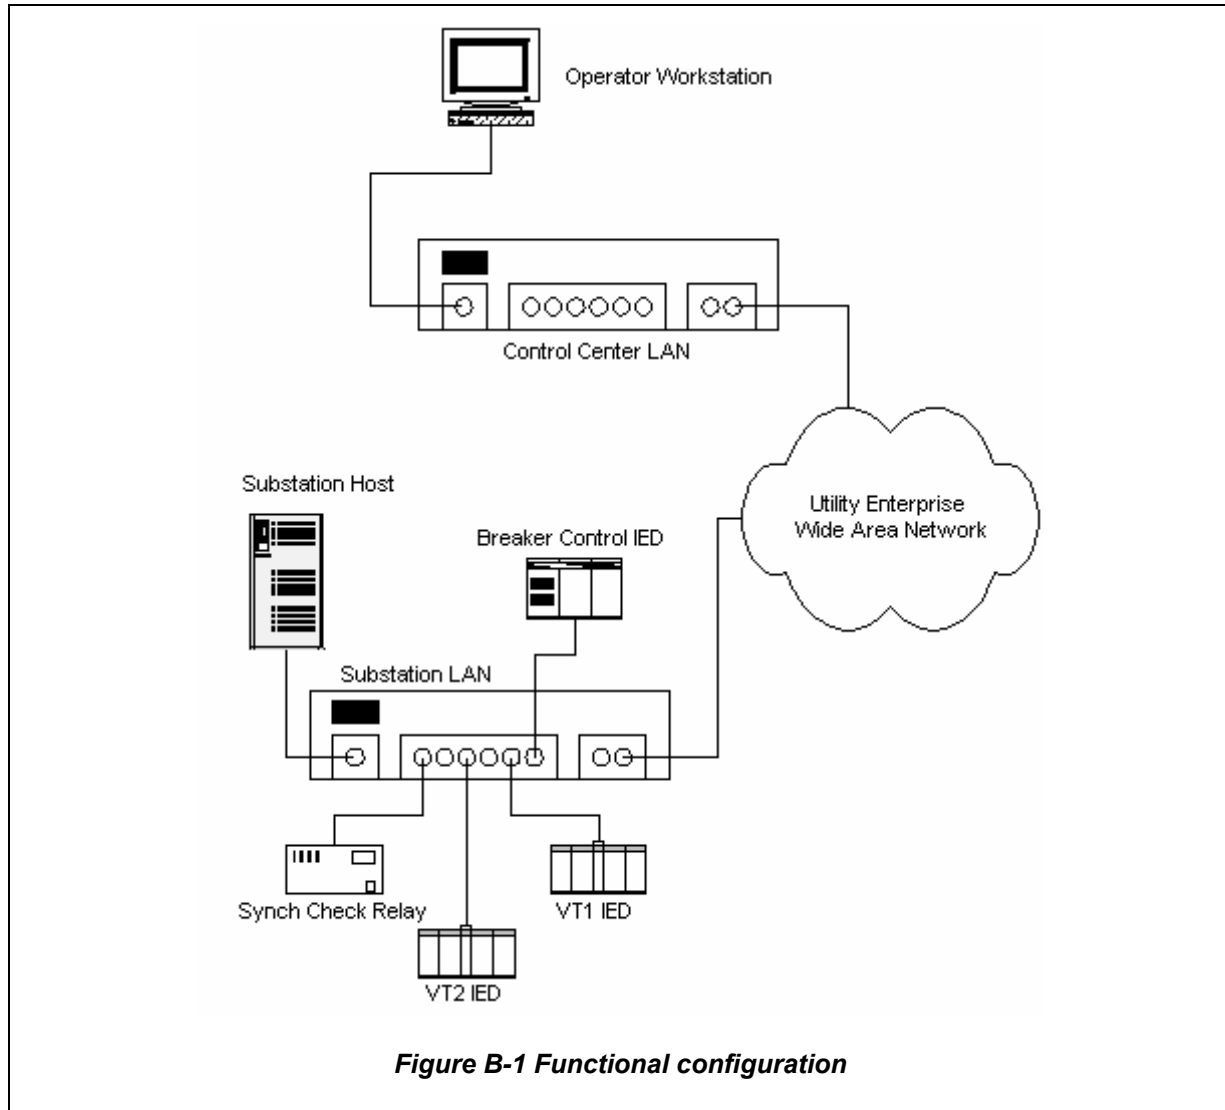 Operator Workstation
Control Center LAN
Utility Enterprise
Wide Area Network
Substation Host
Breaker Control IED
Substation LAN
Synch Check Relay
VT1 IED
VT2 IED
Figure B-1 Functional configuration